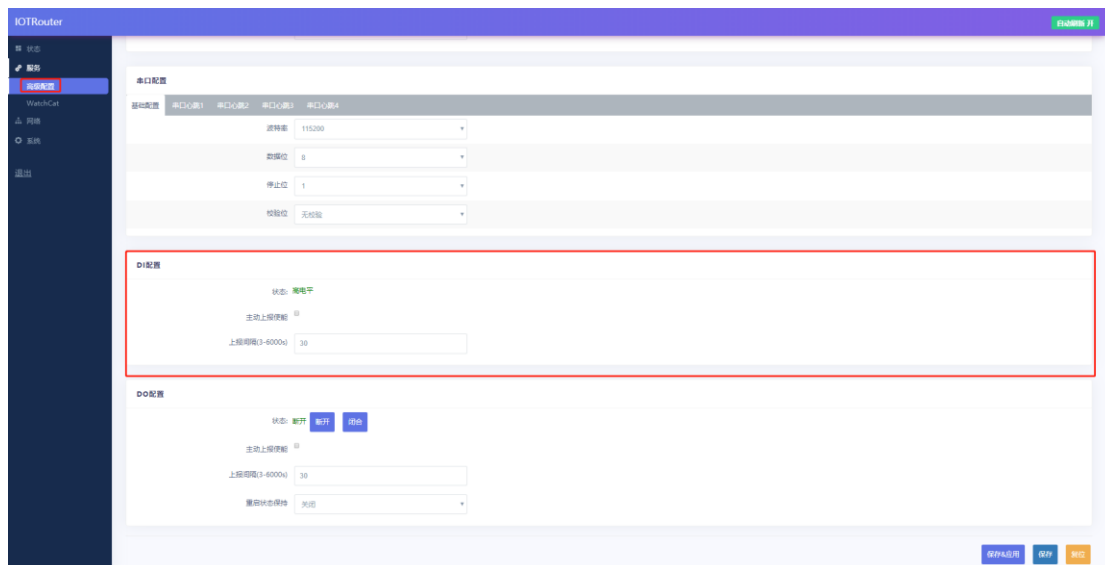 IOTRouter
自动刷新 开
状态
服务
高级配置
WatchCat
网络
系统
退出
串口配置
基础配置 串口心跳1 串口心跳2 串口心跳3 串口心跳4
波特率 115200
数据位 8
停止位 1
校验位 无校验
DI配置
状态: 高电平
主动上报使能
上报间隔(3-6000s) 30
DO配置
状态: 断开 断开 闭合
主动上报使能
上报间隔(3-6000s) 30
重启状态保持 关闭
保存&应用 保存 复位